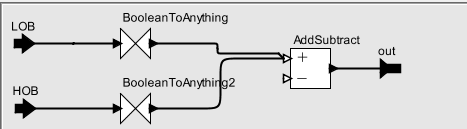 BooleanToAnything
LOB
AddSubtract
out
+
BooleanToAnything2
−
HOB